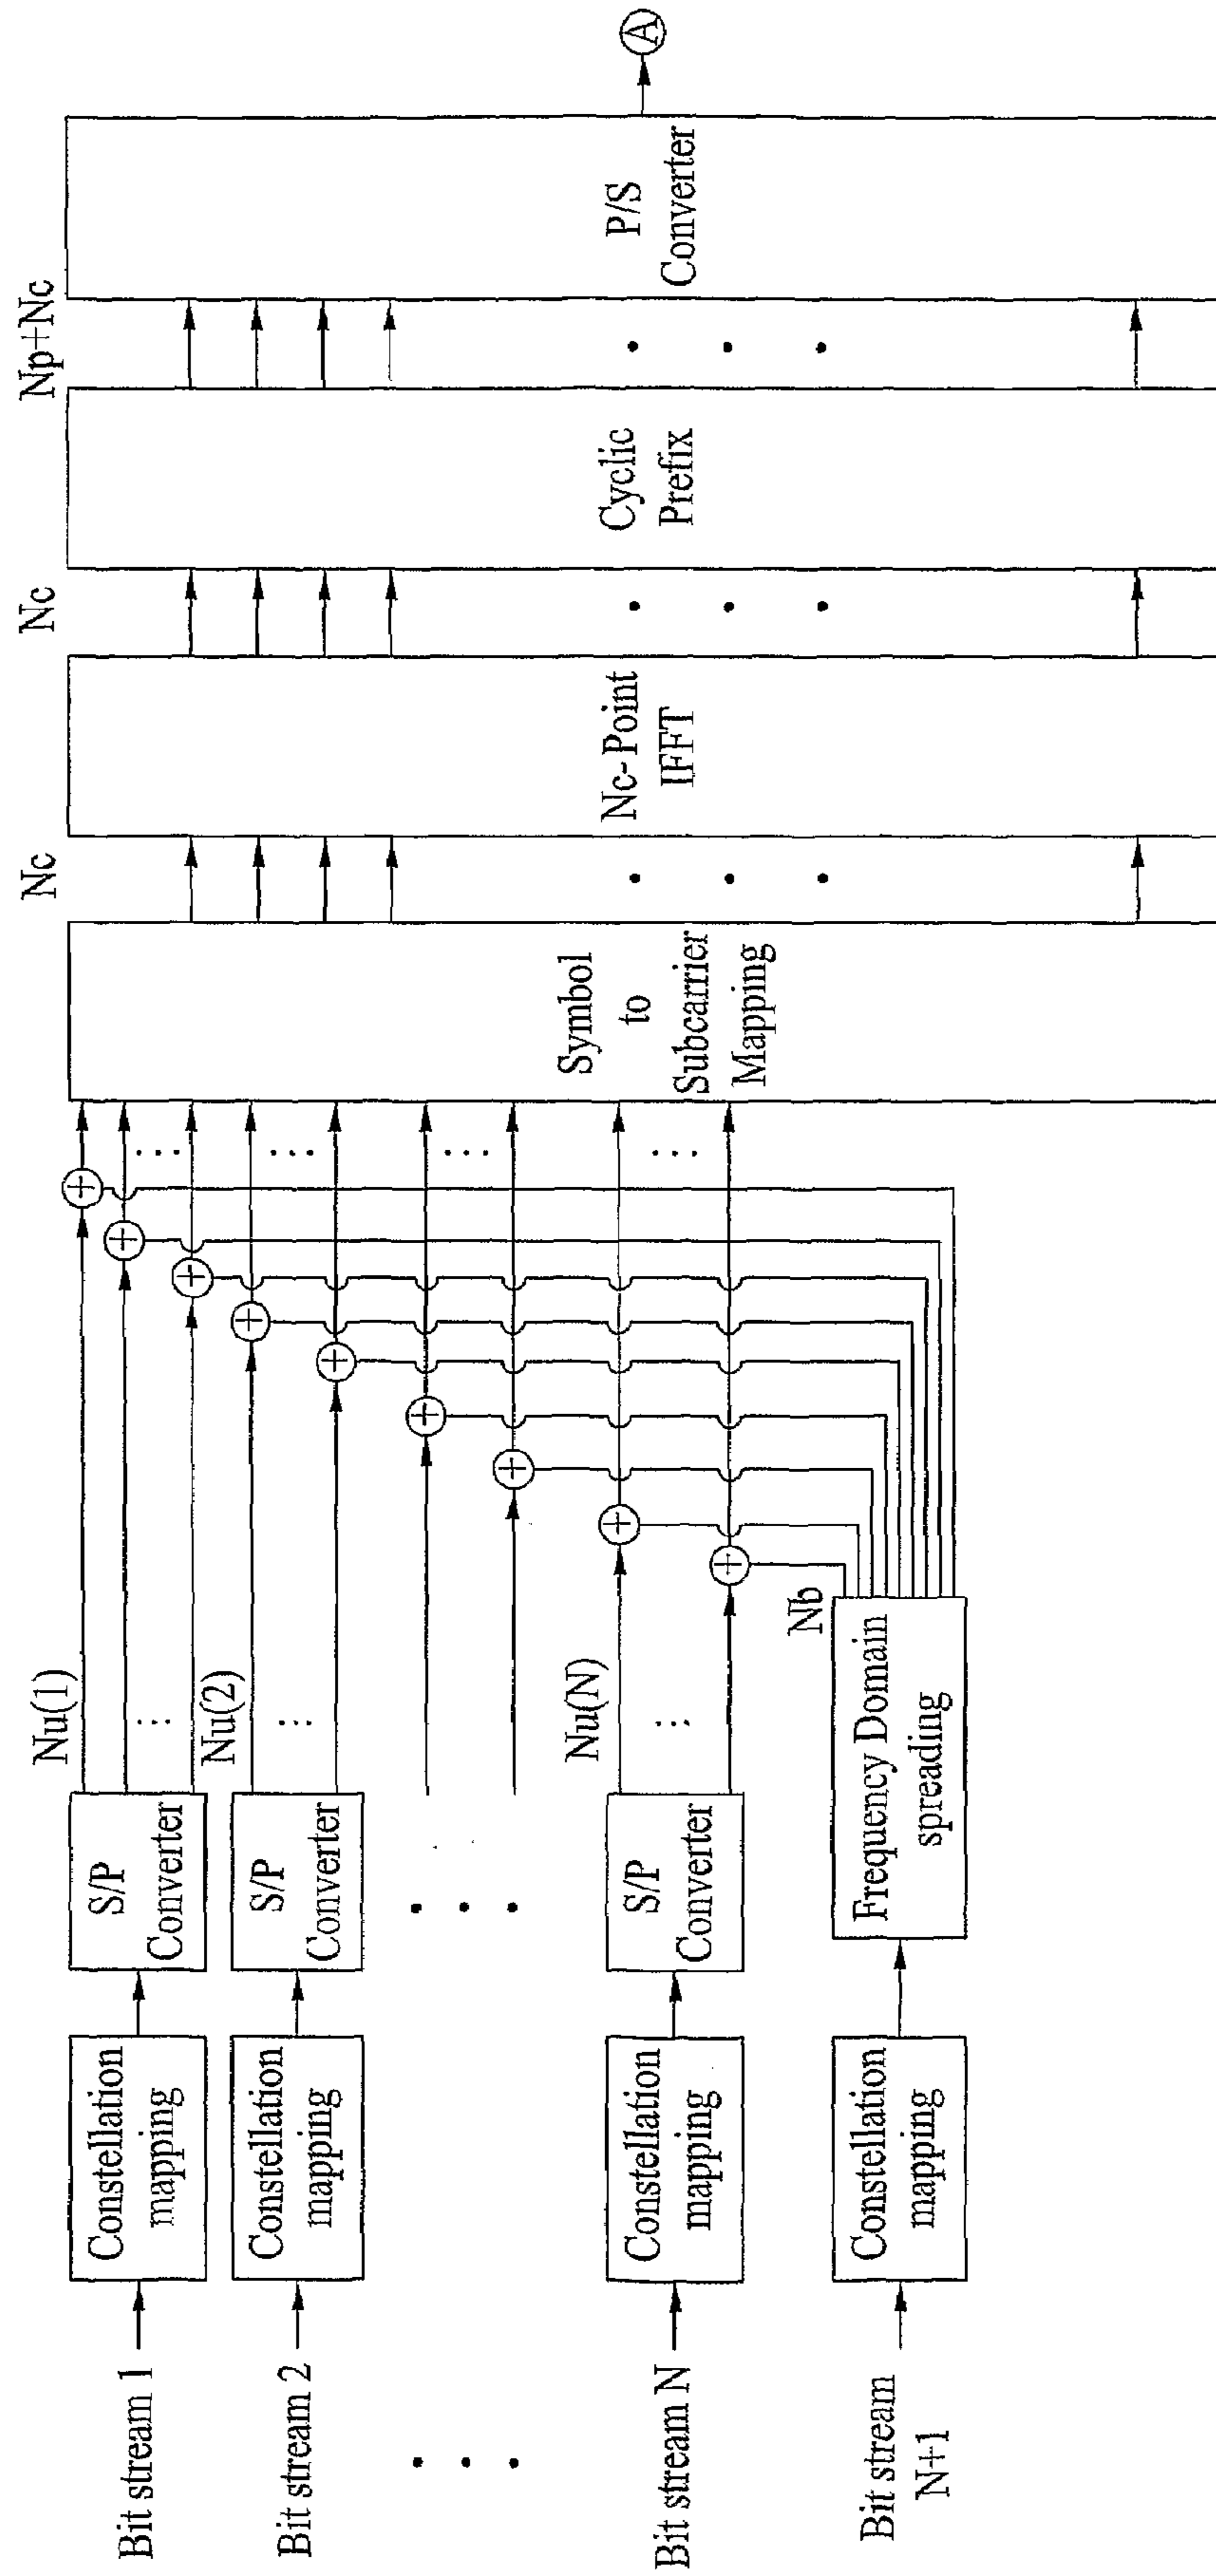 Bit stream 1
Constellation
mapping
S/P
Converter
Nu(1)
Bit stream 2
Constellation
mapping
S/P
Converter
Nu(2)
Bit stream N
Constellation
mapping
S/P
Converter
Nu(N)
Bit stream
N+1
Constellation
mapping
Frequency Domain
spreading
Nb
Symbol
to
Subcarrier
Mapping
Nc
Nc-Point
IFFT
Nc
Cyclic
Prefix
Np+Nc
P/S
Converter
A